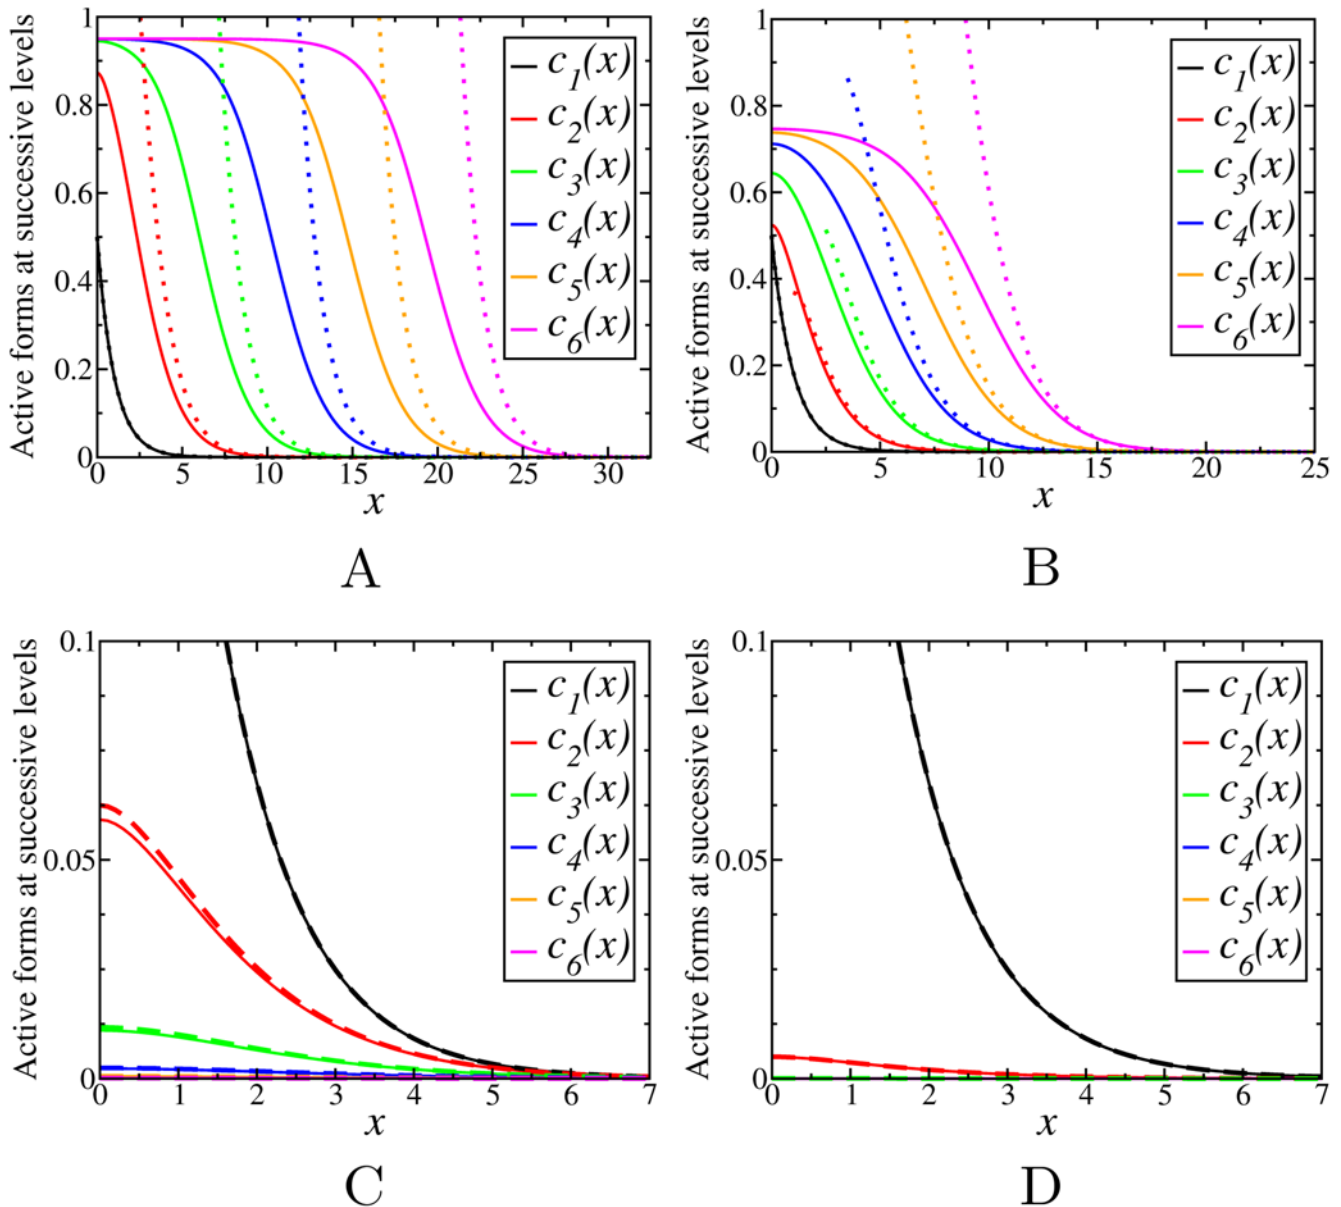 Active forms at successive levels
1
0.8
0.6
0.4
0.2
0
0 5 10 15 20 25 30
x
c1(x)
c2(x)
c3(x)
c4(x)
c5(x)
c6(x)
A
Active forms at successive levels
1
0.8
0.6
0.4
0.2
0
0 5 10 15 20 25
x
c1(x)
c2(x)
c3(x)
c4(x)
c5(x)
c6(x)
B
Active forms at successive levels
0.1
0.05
0
0 1 2 3 4 5 6 7
x
c1(x)
c2(x)
c3(x)
c4(x)
c5(x)
c6(x)
C
Active forms at successive levels
0.1
0.05
0
0 1 2 3 4 5 6 7
x
c1(x)
c2(x)
c3(x)
c4(x)
c5(x)
c6(x)
D